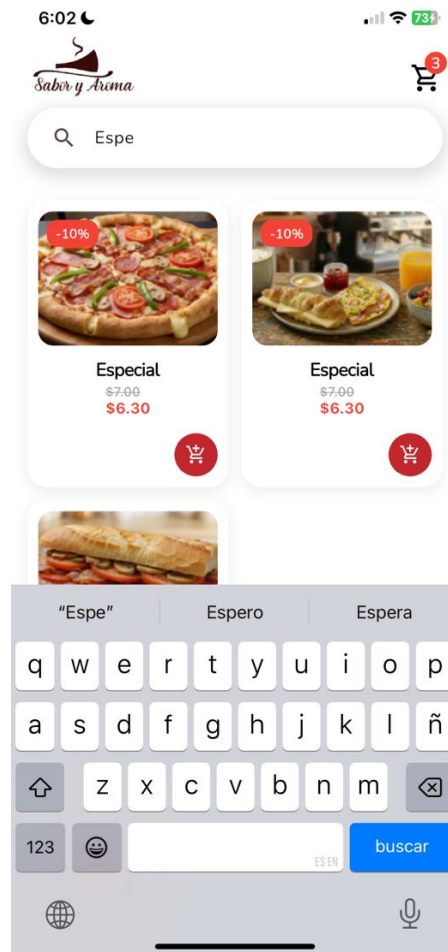 6:02
73
Sabor y Aroma
3
Espe
-10%
-10%
Especial
Especial
$7.00
$7.00
$6.30
$6.30
“Espe”
Espero
Espera
q w e r t y u i o p
a s d f g h j k l ñ
z x c v b n m
123
ES EN
buscar